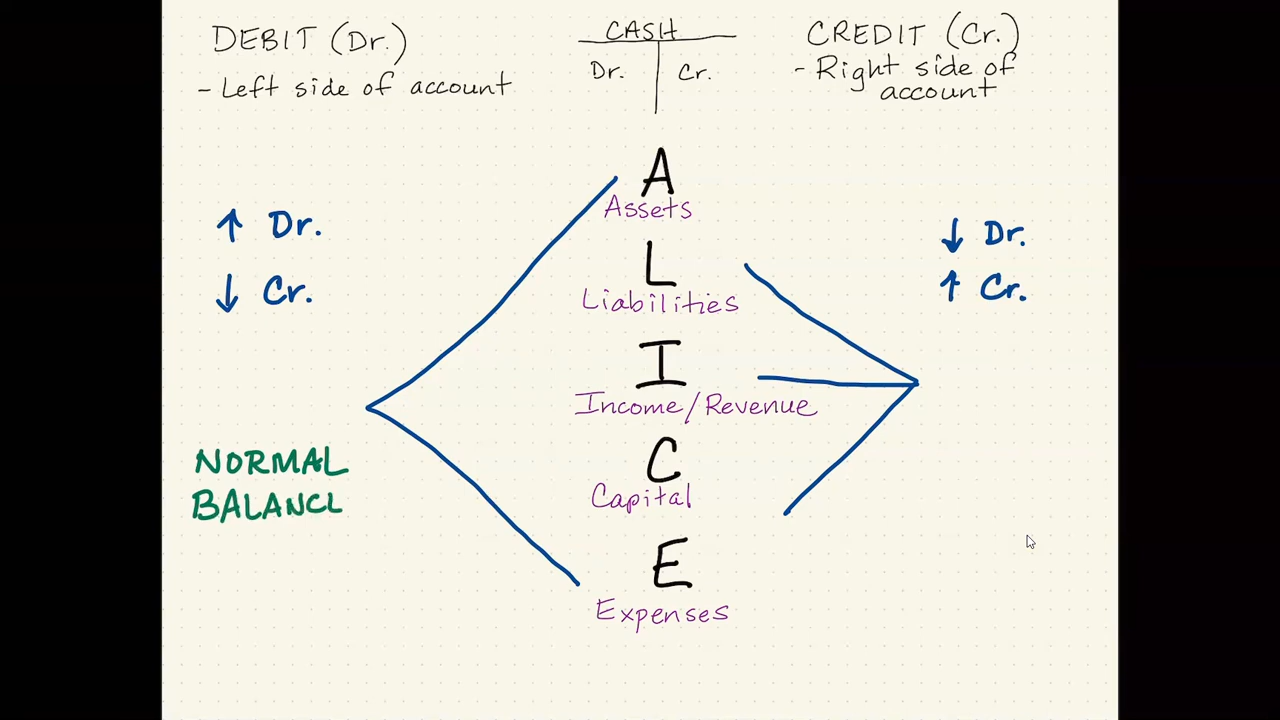 DEBIT (Dr.)
- Left side of account
CASH
Dr. Cr.
CREDIT (Cr.)
- Right side of
account
↑ Dr.
↓ Cr.
NORMAL
BALANCL
A
Assets
L
Liabilities
I
Income/Revenue
C
Capital
E
Expenses
↓ Dr.
↑ Cr.